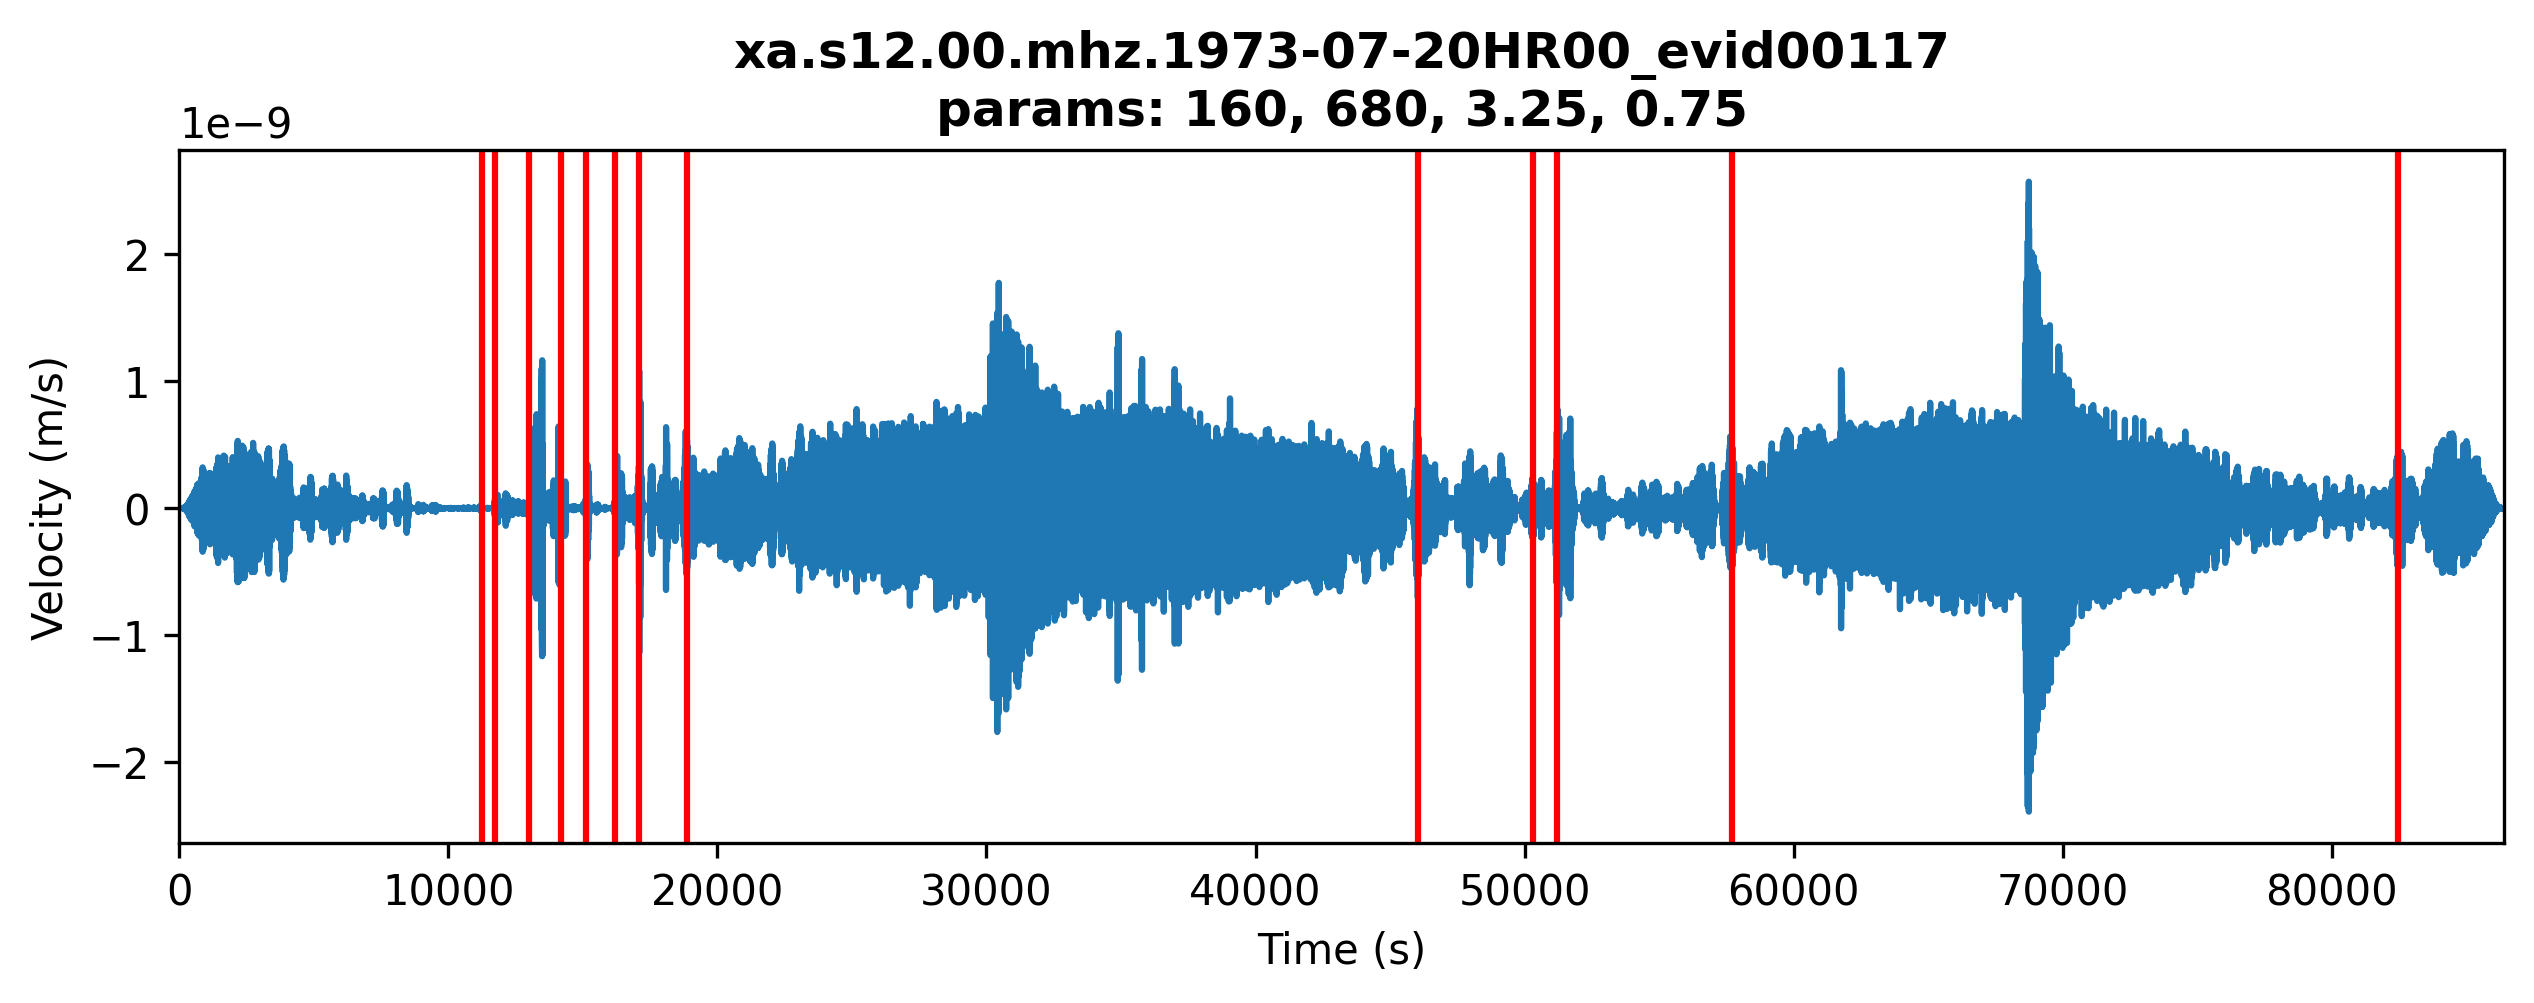 xa.s12.00.mhz.1973-07-20HR00_evid00117
params: 160, 680, 3.25, 0.75
1e−9
2
1
0
−1
−2
Velocity (m/s)
0 10000 20000 30000 40000 50000 60000 70000 80000
Time (s)